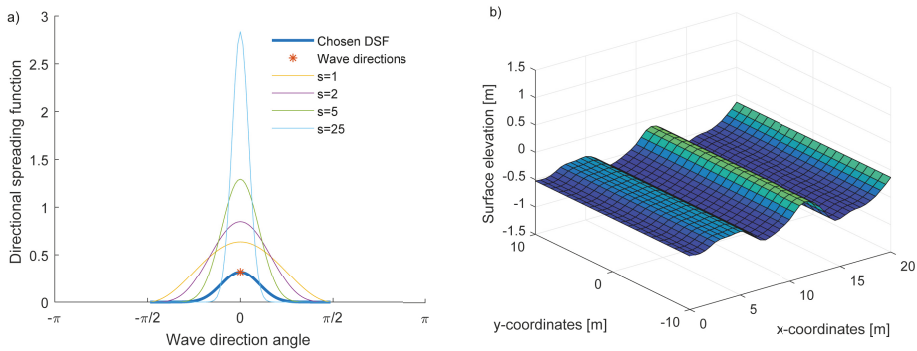 a)
3
2.5
2
1.5
1
0.5
0
Directional spreading function
-π
-π/2
0
π/2
π
Wave direction angle
Chosen DSF
Wave directions
s=1
s=2
s=5
s=25
b)
1.5
1
0.5
0
-0.5
-1
-1.5
Surface elevation [m]
10
0
-10
y-coordinates [m]
0
5
10
15
20
x-coordinates [m]